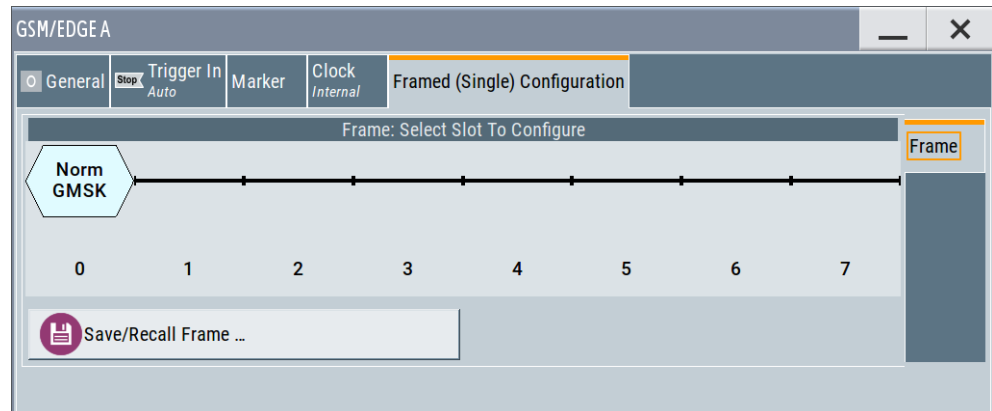 GSM/EDGE A
General
Stop
Trigger In
Auto
Marker
Clock
Internal
Framed (Single) Configuration
Frame: Select Slot To Configure
Frame
Norm
GMSK
0 1 2 3 4 5 6 7
Save/Recall Frame ...